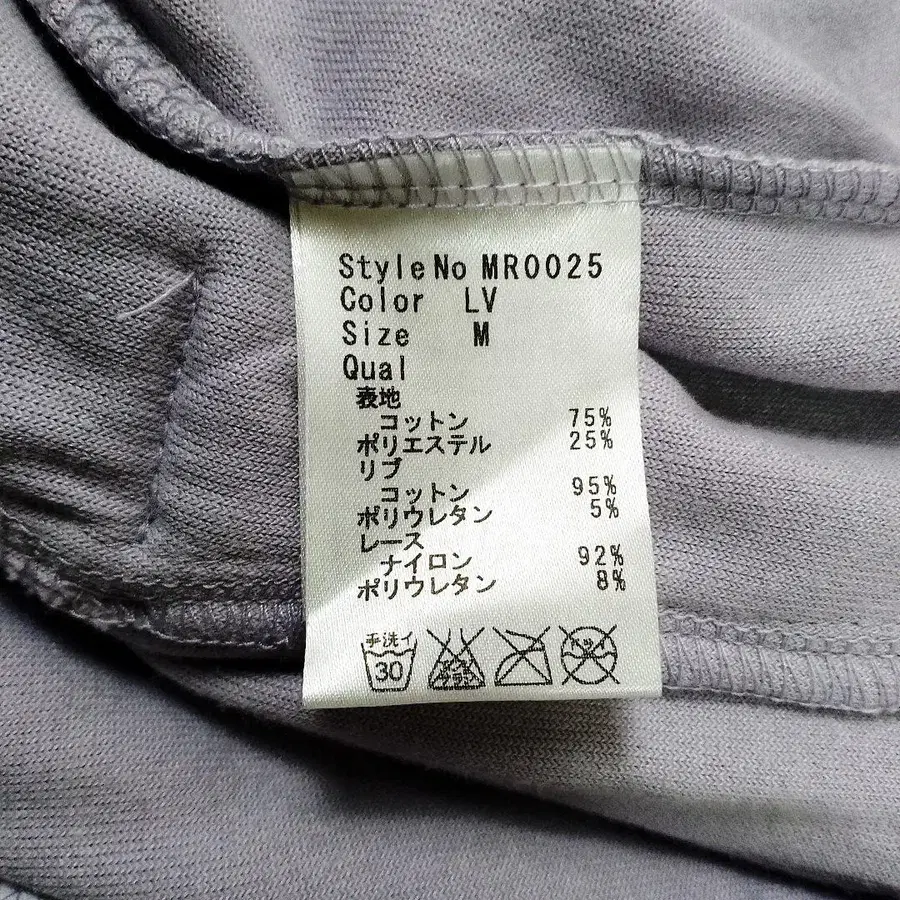 Style No MR0025
Color LV
Size M
Qual
表地
コットン 75%
ポリエステル 25%
リブ
コットン 95%
ポリウレタン 5%
レース
ナイロン 92%
ポリウレタン 8%
手洗イ
30